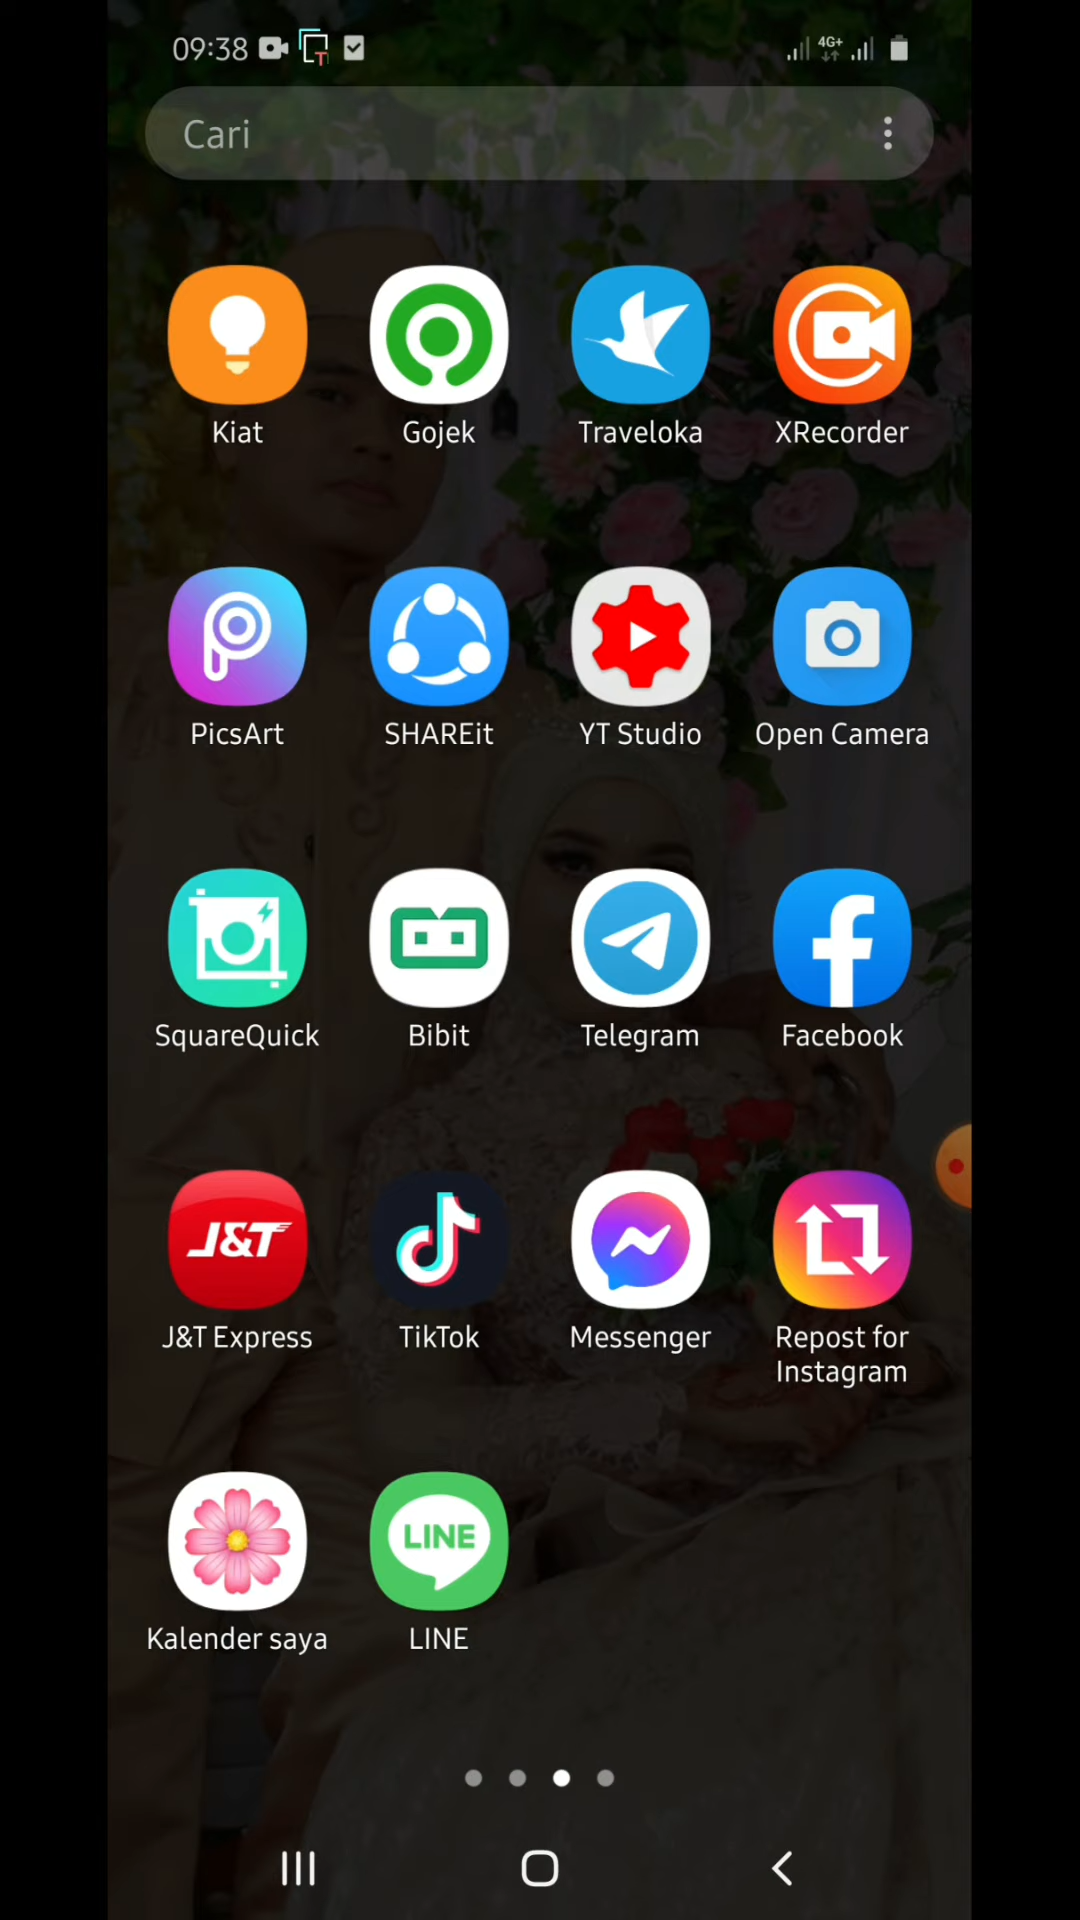 09:38
4G+
Cari
Kiat
Gojek
Traveloka
XRecorder
PicsArt
SHAREit
YT Studio
Open Camera
SquareQuick
Bibit
Telegram
Facebook
J&T
J&T Express
TikTok
Messenger
Repost for
Instagram
LINE
Kalender saya
LINE